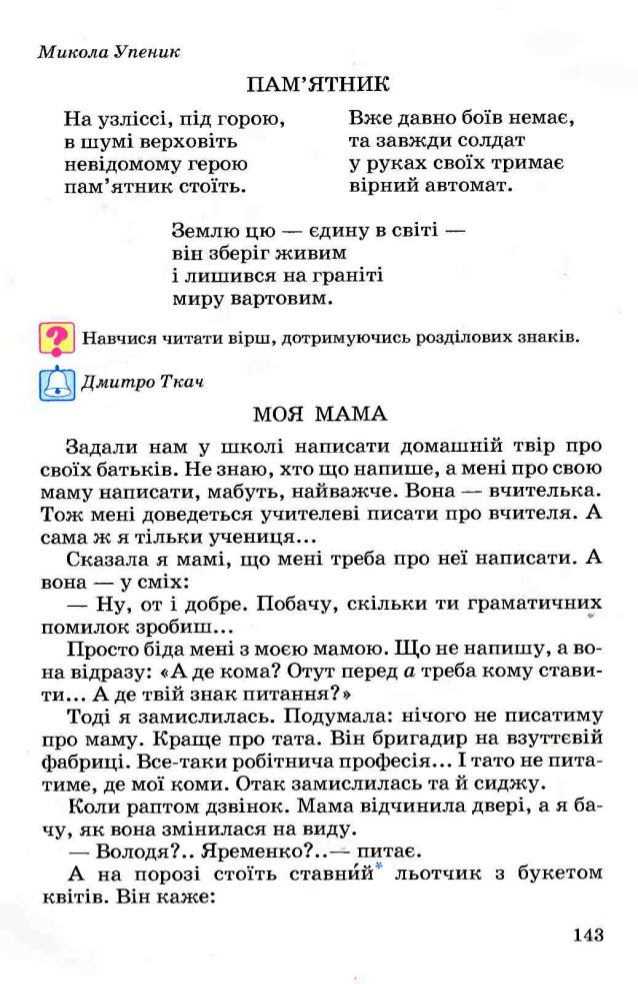 Микола Упеник
ПАМ’ЯТНИК
На узліссі, під горою,
в шумі верховіть
невідомому герою
пам’ятник стоїть.
Вже давно боїв немає,
та завжди солдат
у руках своїх тримає
вірний автомат.
Землю цю — єдину в світі —
він зберіг живим
і лишився на граніті
миру вартовим.
? Навчися читати вірш, дотримуючись розділових знаків.
Дмитро Ткач
МОЯ МАМА
Задали нам у школі написати домашній твір про
своїх батьків. Не знаю, хто що напише, а мені про свою
маму написати, мабуть, найважче. Вона — вчителька.
Тож мені доведеться учителеві писати про вчителя. А
сама ж я тільки учениця...
Сказала я мамі, що мені треба про неї написати. А
вона — у сміх:
— Ну, от і добре. Побачу, скільки ти граматичних
помилок зробиш...
Просто біда мені з моєю мамою. Що не напишу, а во-
на відразу: «А де кома? Отут перед а треба кому стави-
ти... А де твій знак питання?»
Тоді я замислилась. Подумала: нічого не писатиму
про маму. Краще про тата. Він бригадир на взуттєвій
фабриці. Все-таки робітнича професія... І тато не пита-
тиме, де мої коми. Отак замислилась та й сиджу.
Коли раптом дзвінок. Мама відчинила двері, а я ба-
чу, як вона змінилася на виду.
— Володя?.. Яременко?..— питає.
А на порозі стоїть ставни́й* льотчик з букетом
квітів. Він каже:
143